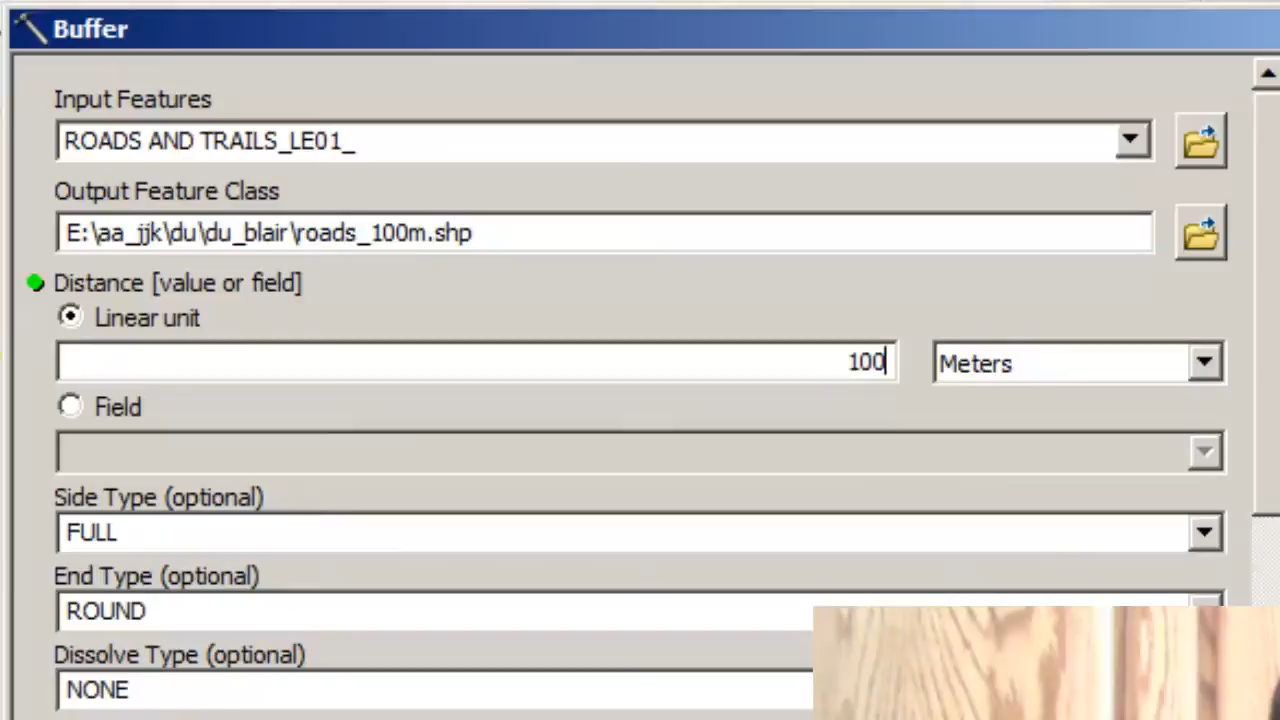 Buffer
Input Features
ROADS AND TRAILS_LE01_
Output Feature Class
E:\aa_jjk\du\du_blair\roads_100m.shp
Distance [value or field]
Linear unit
100 Meters
Field
Side Type (optional)
FULL
End Type (optional)
ROUND
Dissolve Type (optional)
NONE